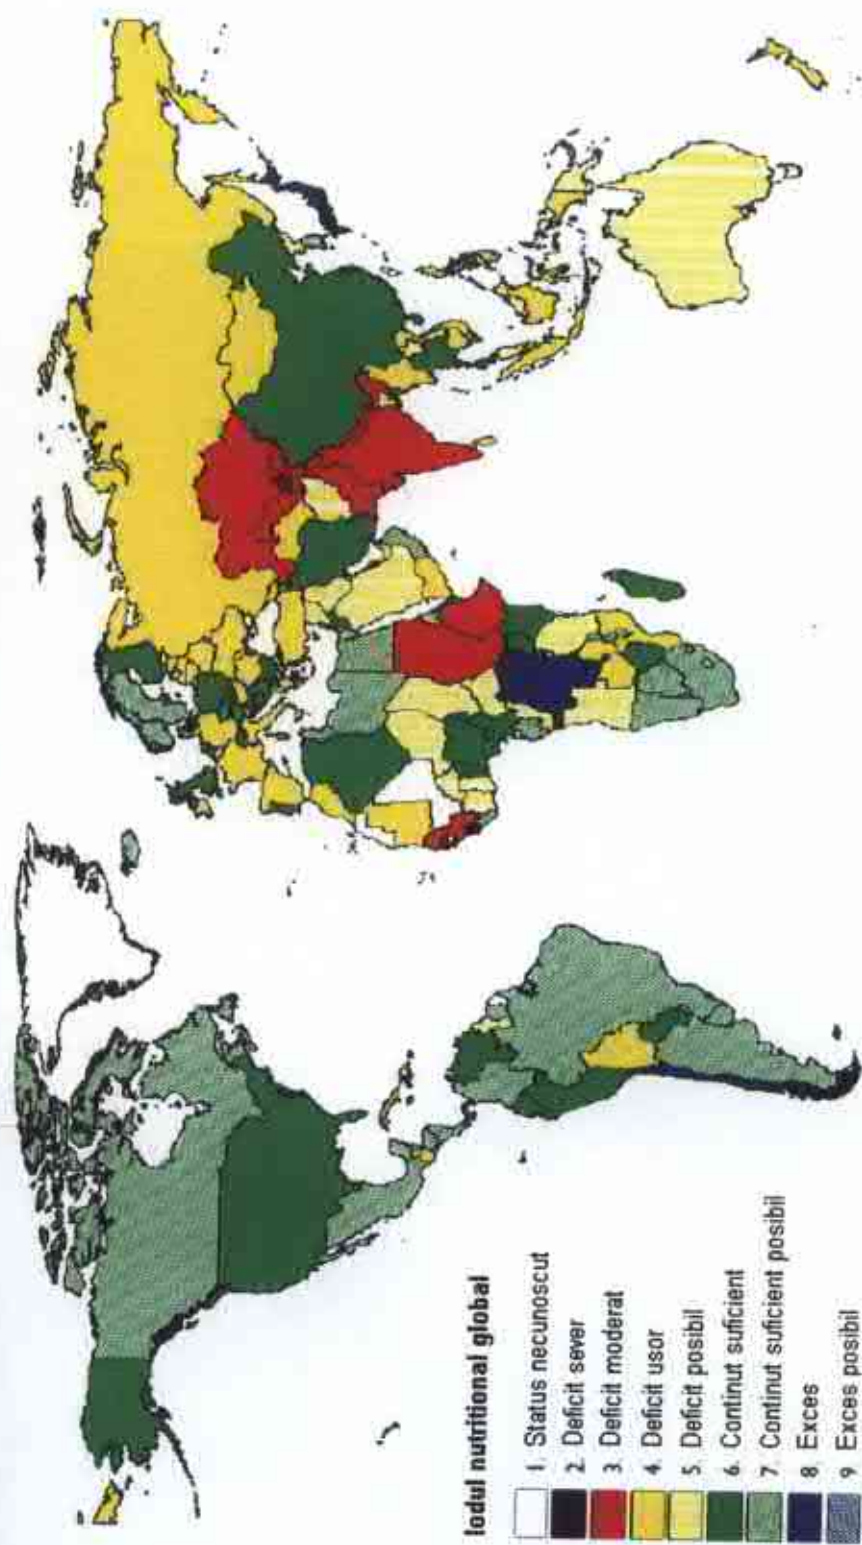 Iodul nutritional global
1. Status necunoscut
2. Deficit sever
3. Deficit moderat
4. Deficit usor
5. Deficit posibil
6. Continut suficient
7. Continut suficient posibil
8. Exces
9. Exces posibil